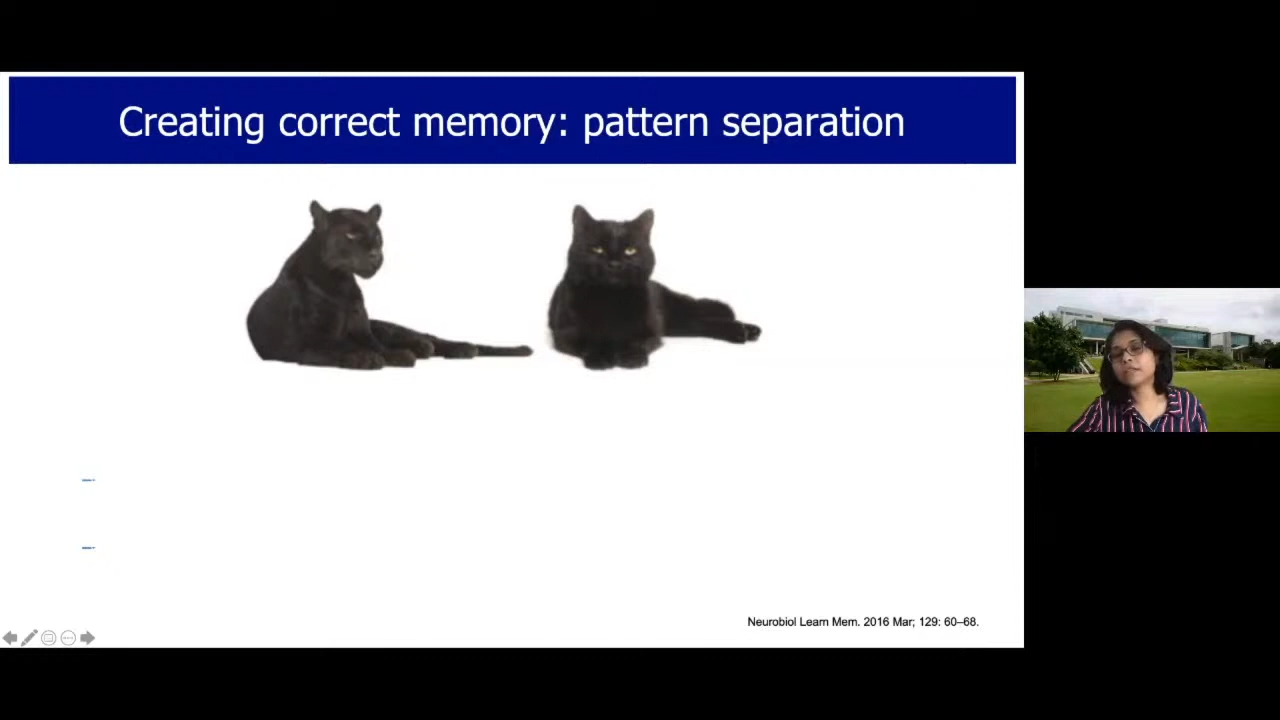 Creating correct memory: pattern separation
Neurobiol Learn Mem. 2016 Mar; 129: 60–68.